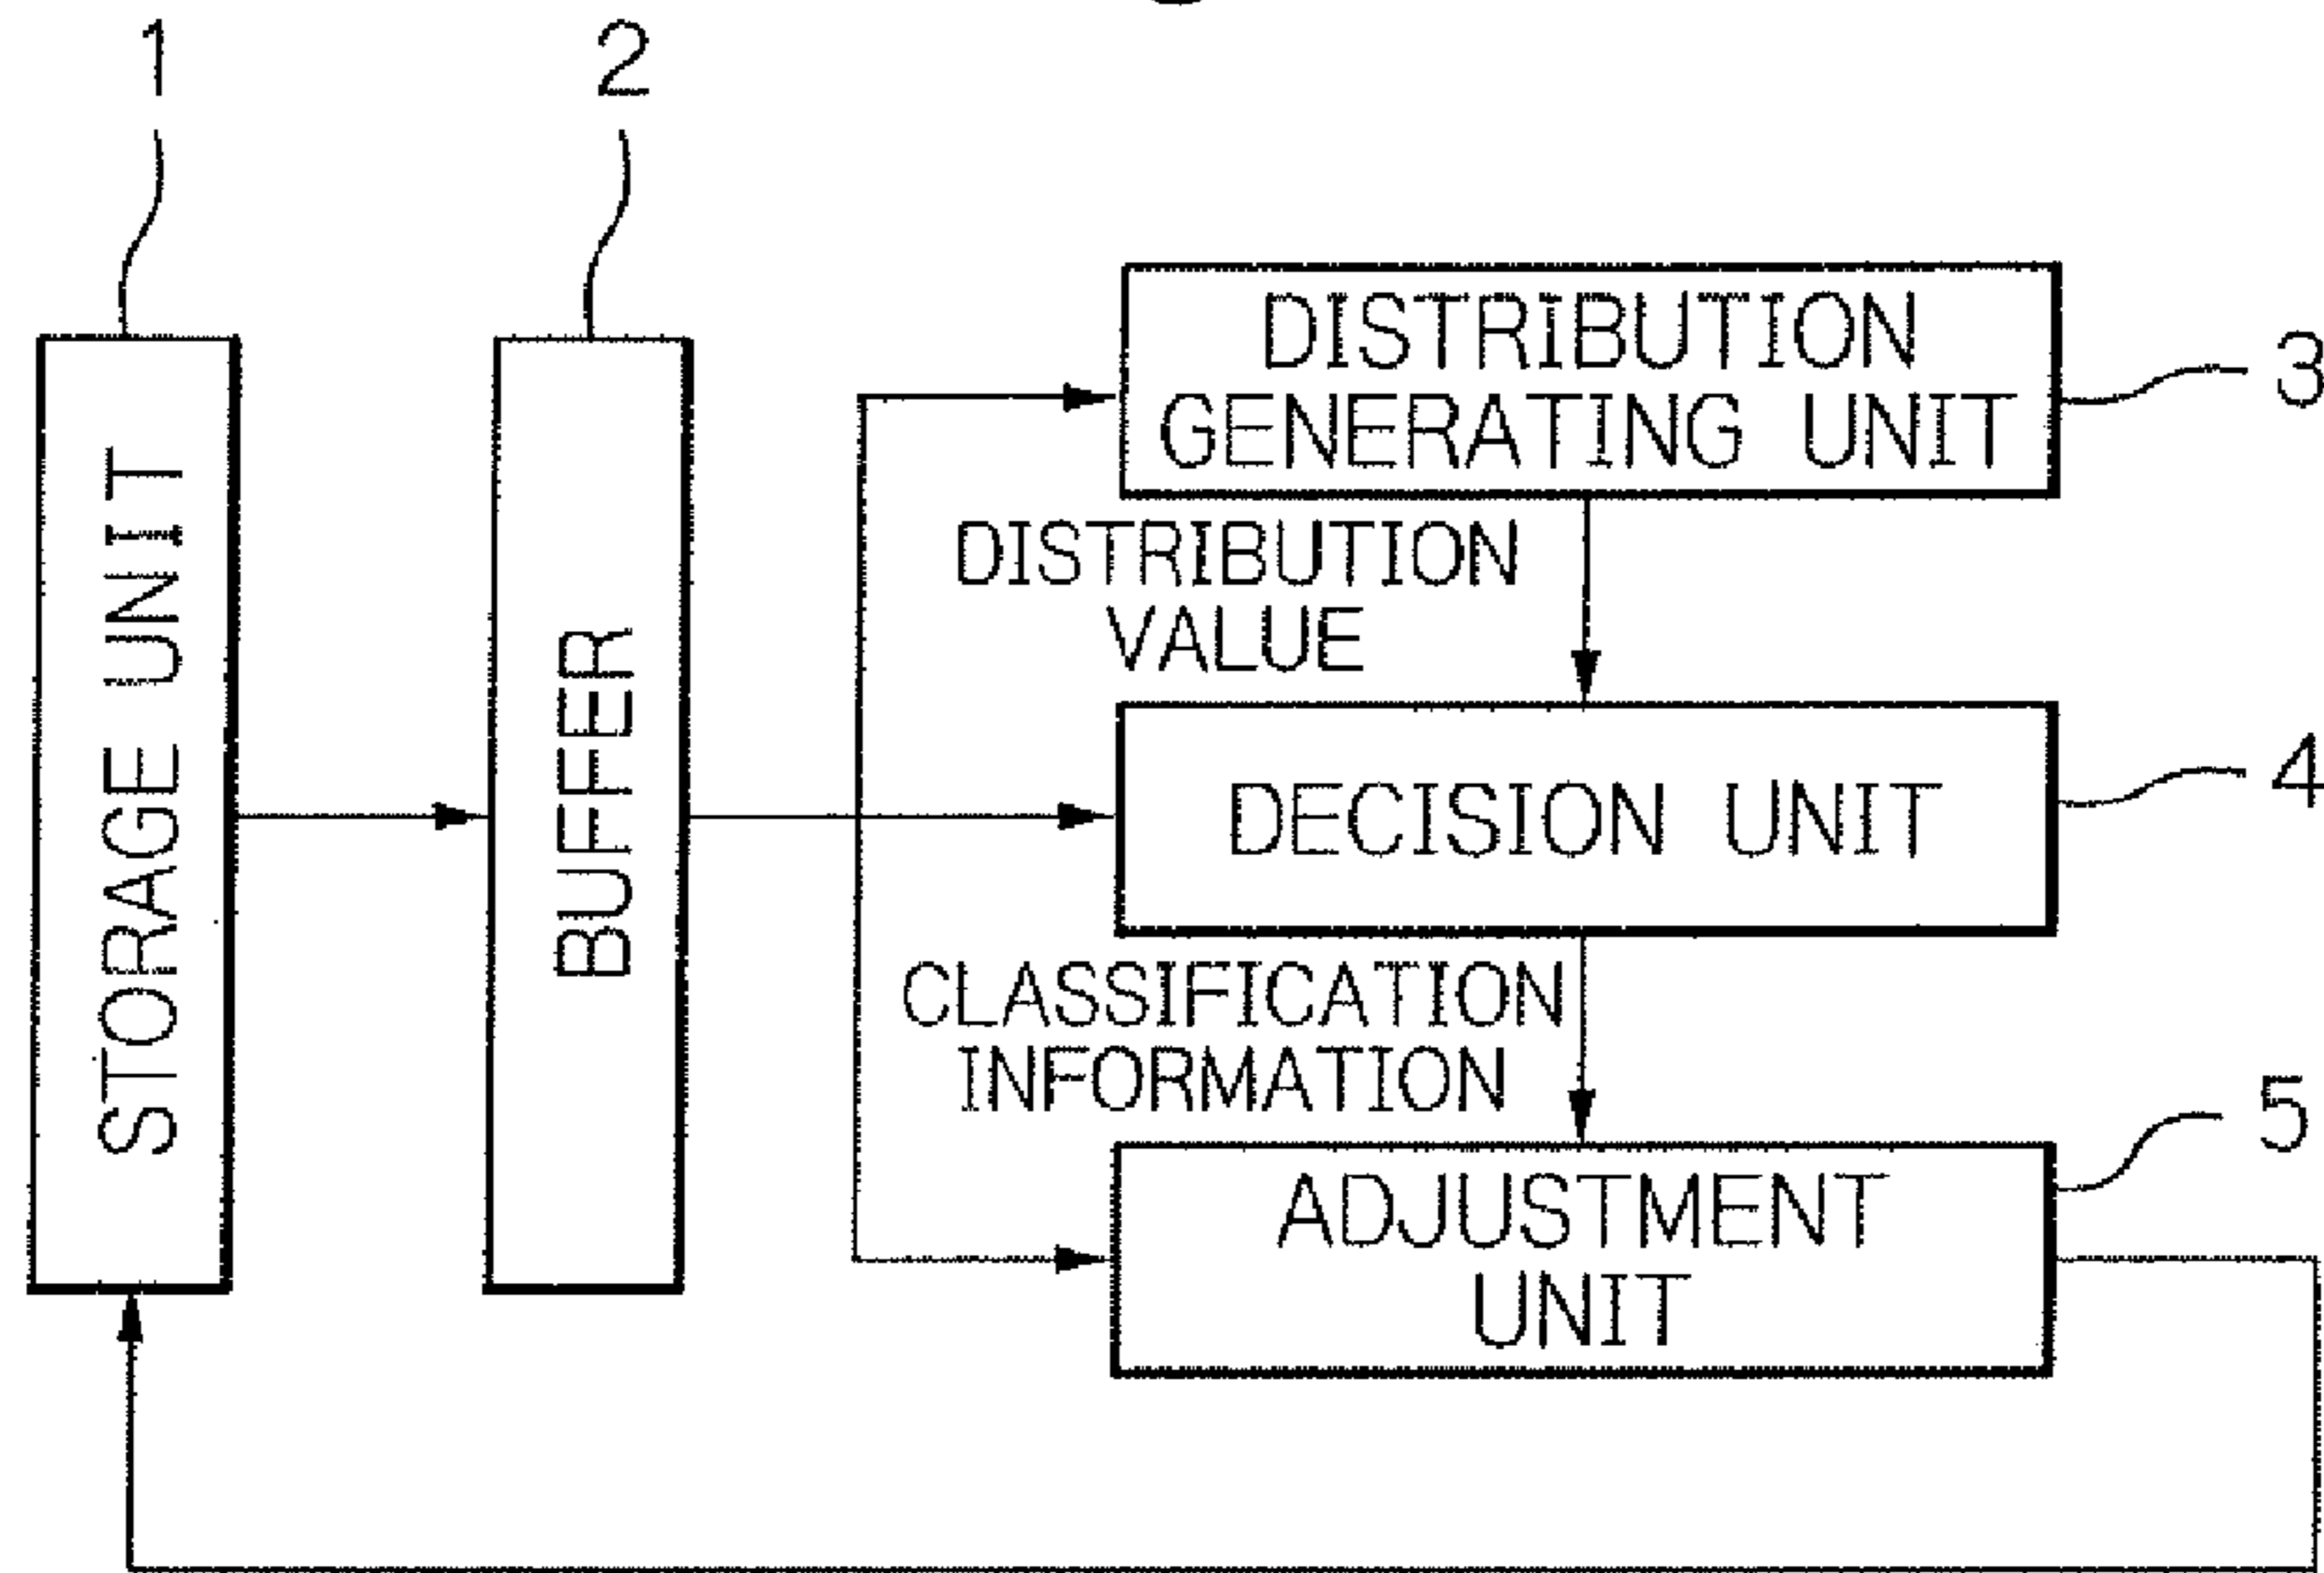 1
2
STORAGE UNIT
BUFFER
DISTRIBUTION
GENERATING UNIT
3
DISTRIBUTION
VALUE
DECISION UNIT
4
CLASSIFICATION
INFORMATION
5
ADJUSTMENT
UNIT